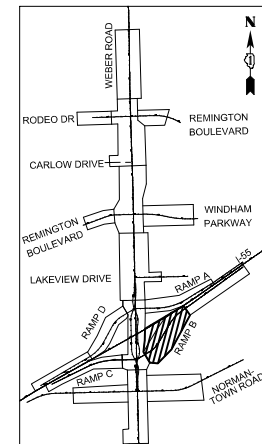 N
WEBER ROAD
RODEO DR
REMINGTON
BOULEVARD
CARLOW DRIVE
REMINGTON
BOULEVARD
WINDHAM
PARKWAY
LAKEVIEW DRIVE
RAMP A
I-55
RAMP D
RAMP B
RAMP C
NORMAN-
TOWN ROAD